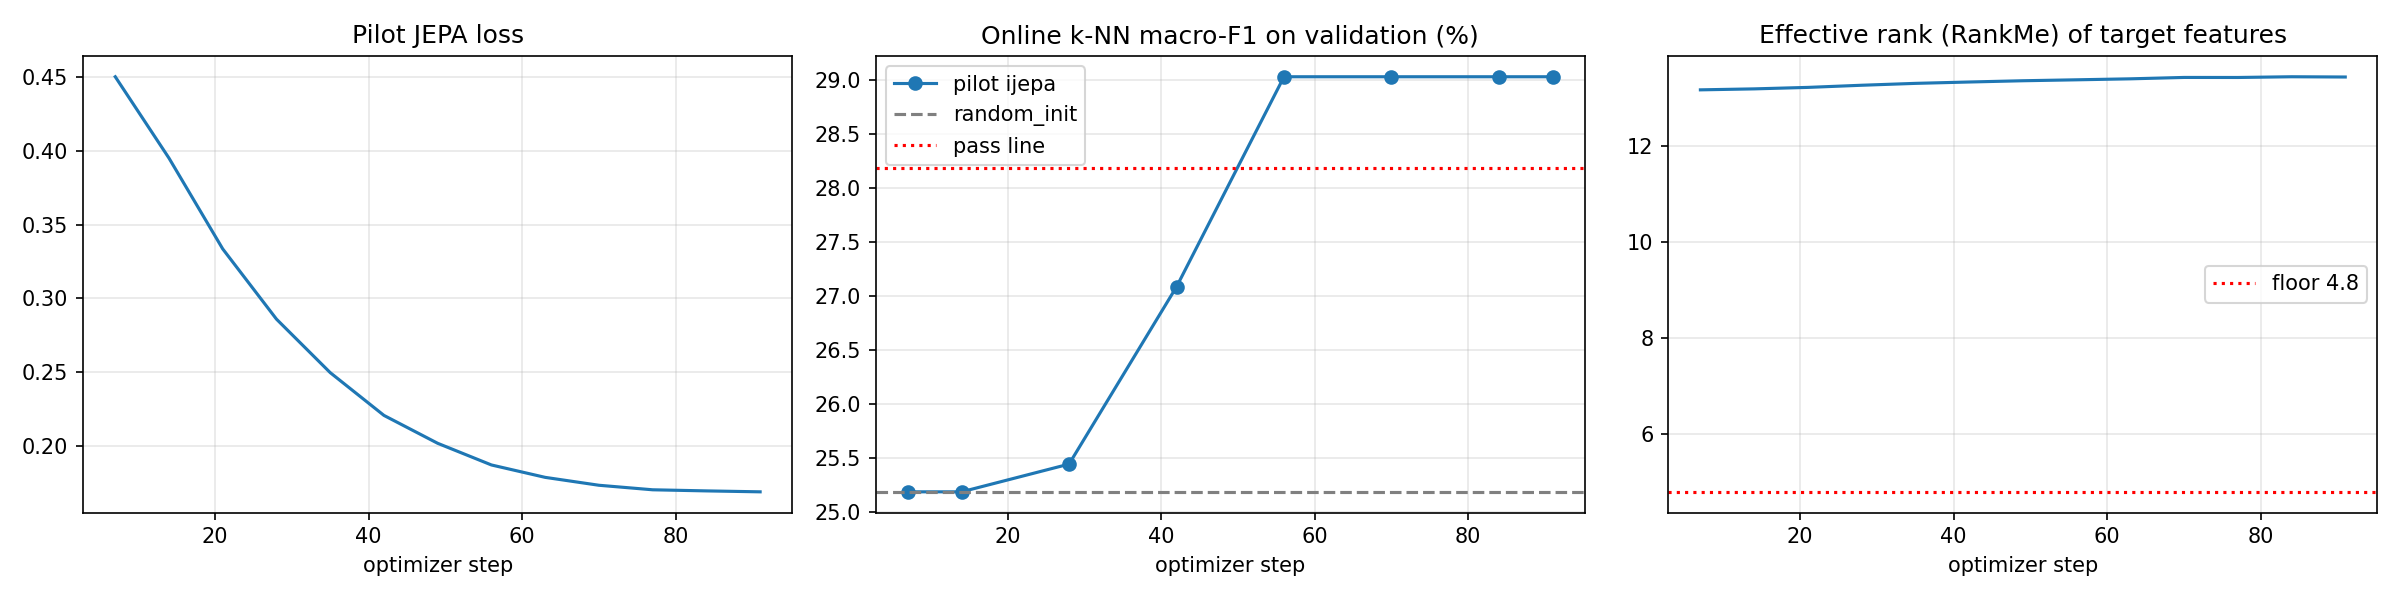 Pilot JEPA loss
0.45
0.40
0.35
0.30
0.25
0.20
20 40 60 80
optimizer step
Online k-NN macro-F1 on validation (%)
29.0
28.5
28.0
27.5
27.0
26.5
26.0
25.5
25.0
pilot ijepa
random_init
pass line
20 40 60 80
optimizer step
Effective rank (RankMe) of target features
12
10
8
6
floor 4.8
20 40 60 80
optimizer step